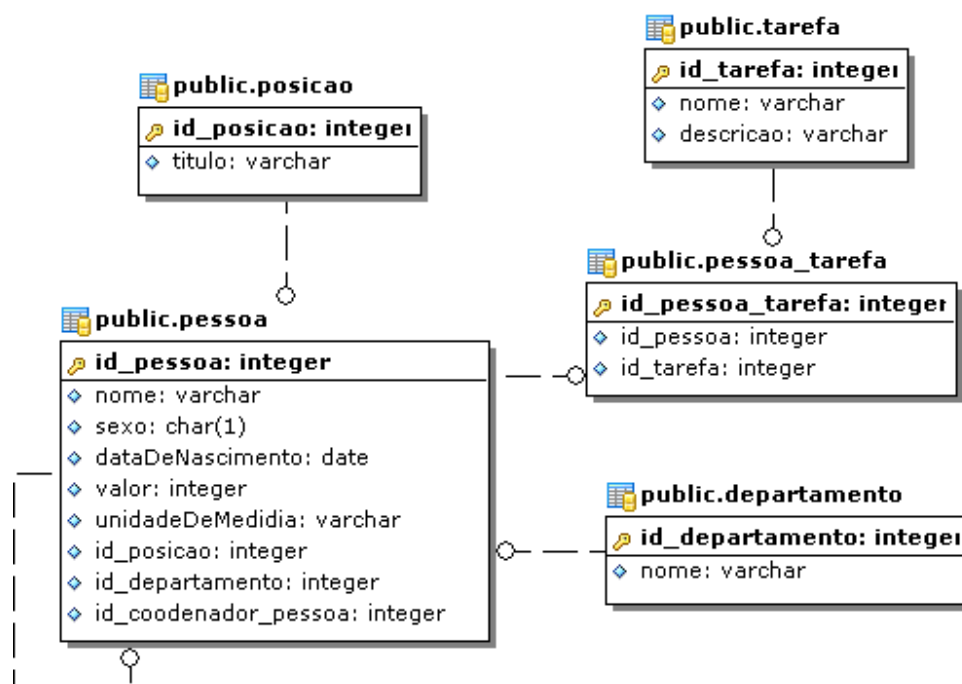 public.tarefa
id_tarefa: integer
nome: varchar
descricao: varchar
public.posicao
id_posicao: integer
titulo: varchar
public.pessoa_tarefa
id_pessoa_tarefa: integer
id_pessoa: integer
id_tarefa: integer
public.pessoa
id_pessoa: integer
nome: varchar
sexo: char(1)
dataDeNascimento: date
valor: integer
unidadeDeMedidia: varchar
id_posicao: integer
id_departamento: integer
id_coodenador_pessoa: integer
public.departamento
id_departamento: integer
nome: varchar